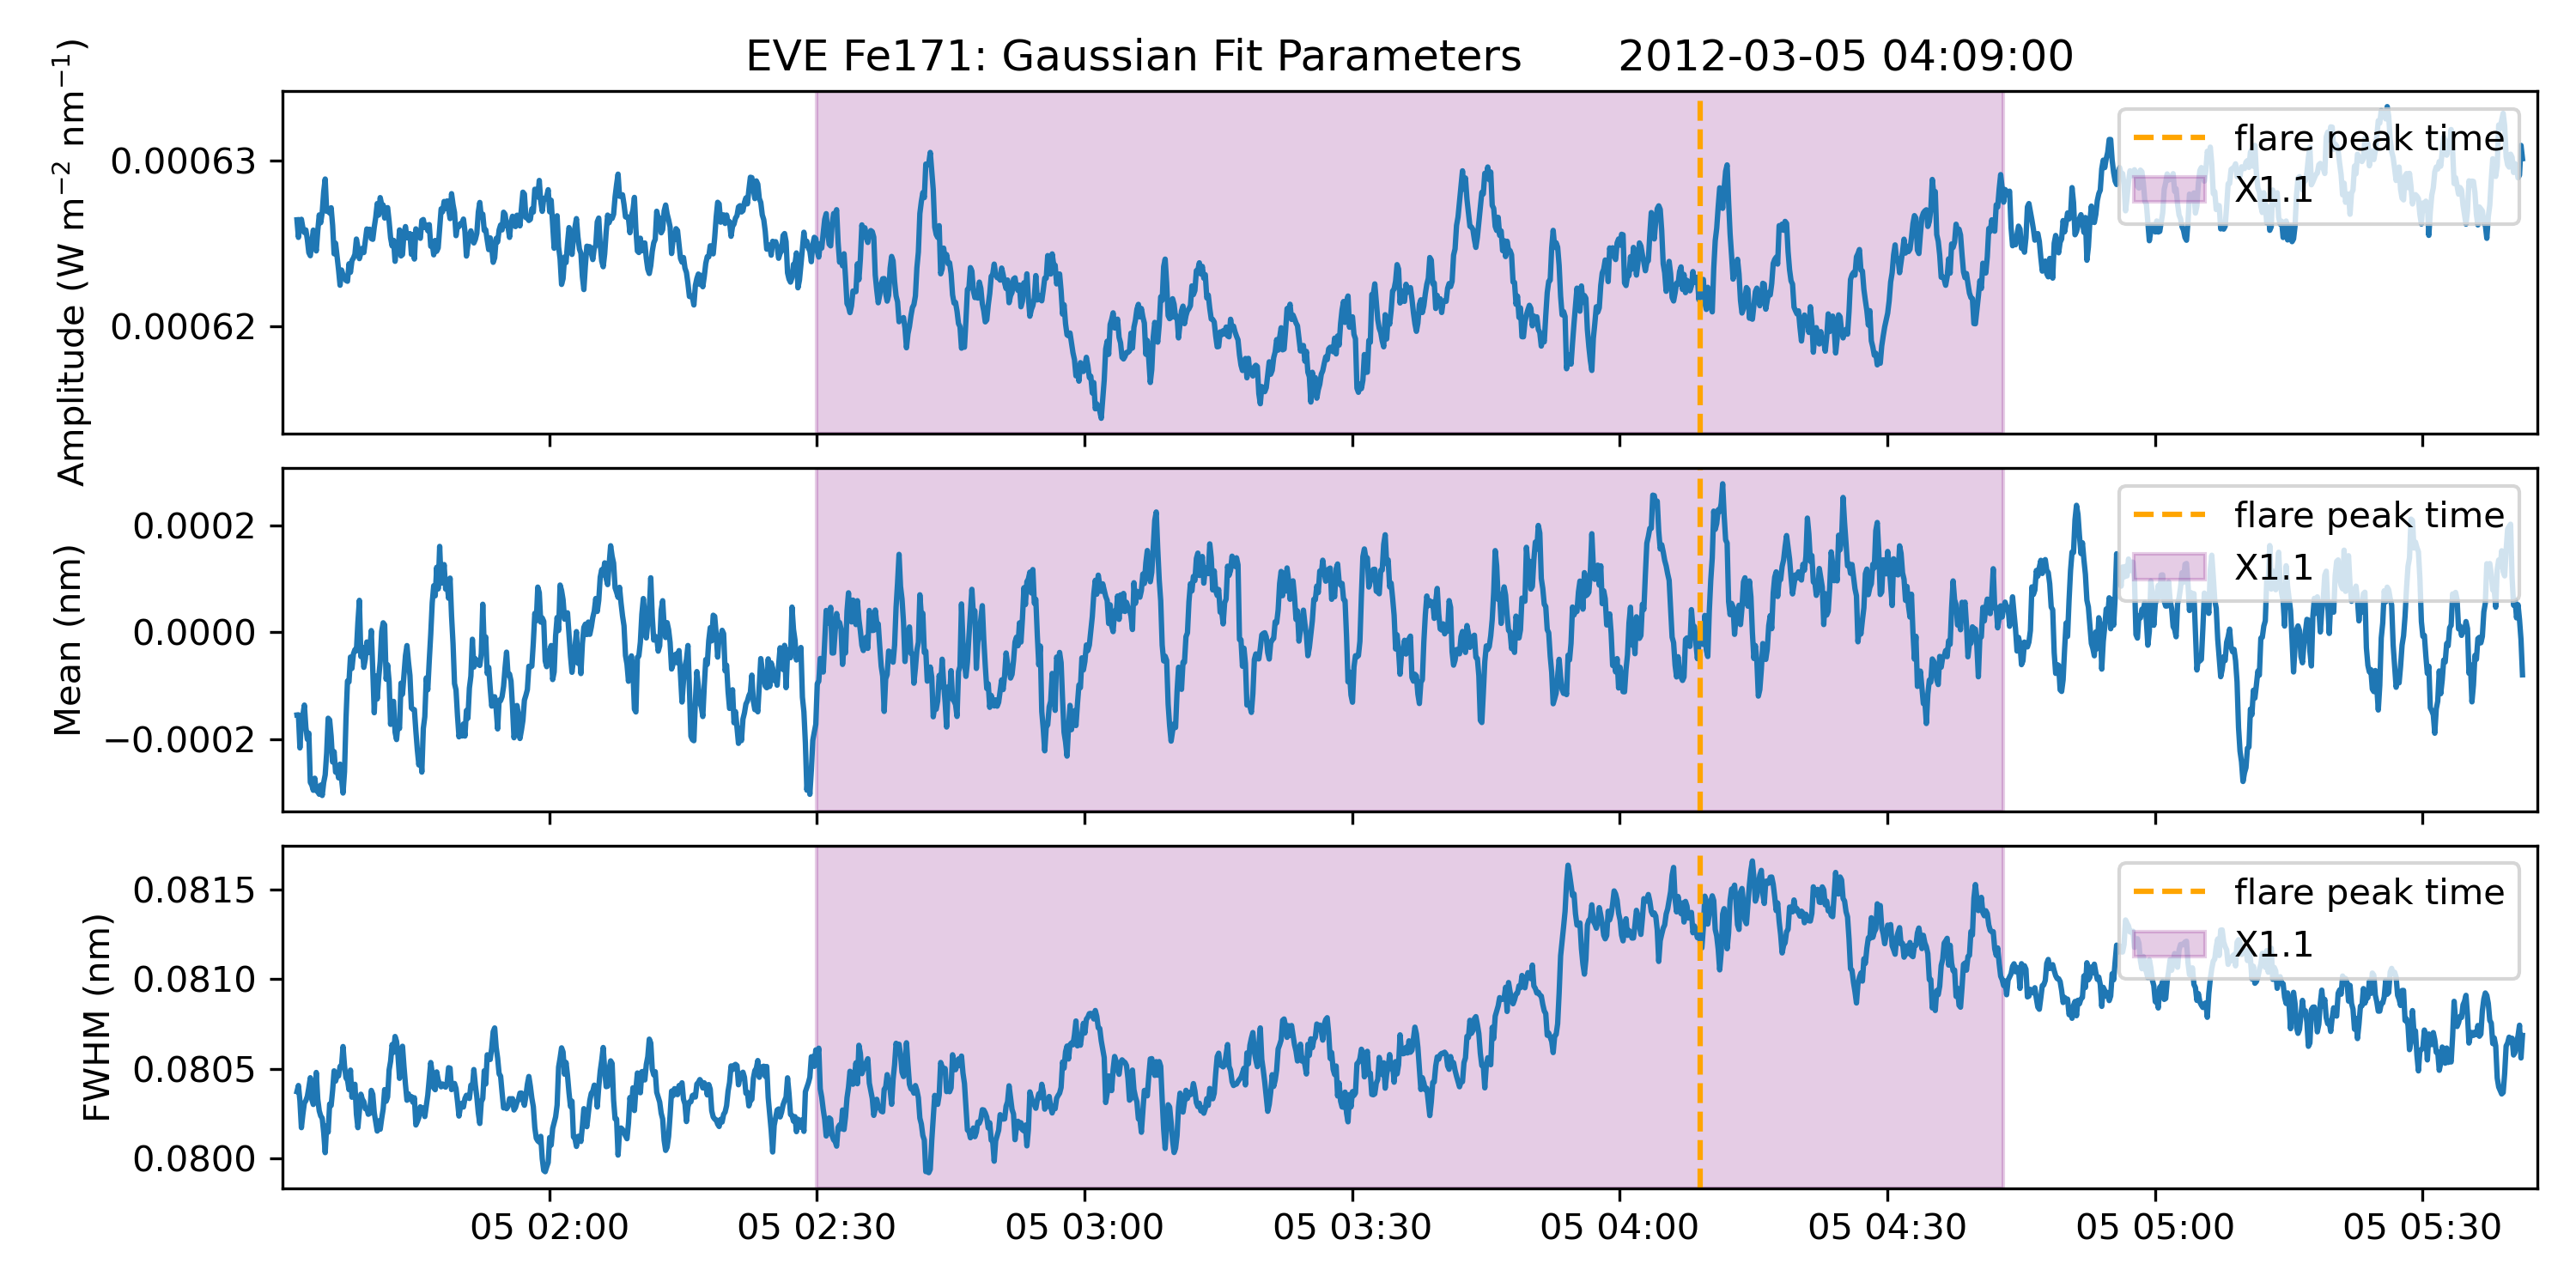 EVE Fe171: Gaussian Fit Parameters 2012-03-05 04:09:00
Amplitude (W m⁻² nm⁻¹)
0.00063
0.00062
flare peak time
X1.1
Mean (nm)
0.0002
0.0000
−0.0002
flare peak time
X1.1
FWHM (nm)
0.0815
0.0810
0.0805
0.0800
flare peak time
X1.1
05 02:00 05 02:30 05 03:00 05 03:30 05 04:00 05 04:30 05 05:00 05 05:30